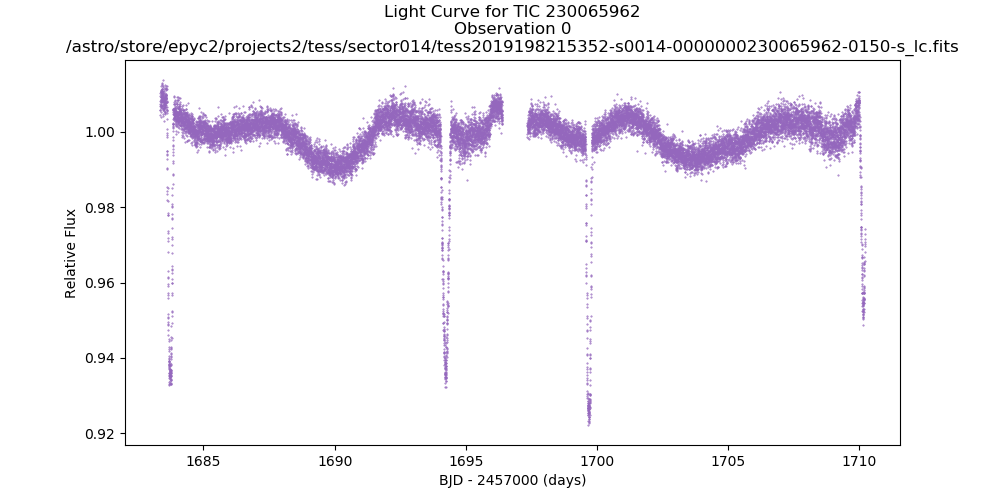 Light Curve for TIC 230065962
Observation 0
/astro/store/epyc2/projects2/tess/sector014/tess2019198215352-s0014-0000000230065962-0150-s_lc.fits
1.00
0.98
0.96
0.94
0.92
Relative Flux
1685
1690
1695
1700
1705
1710
BJD - 2457000 (days)